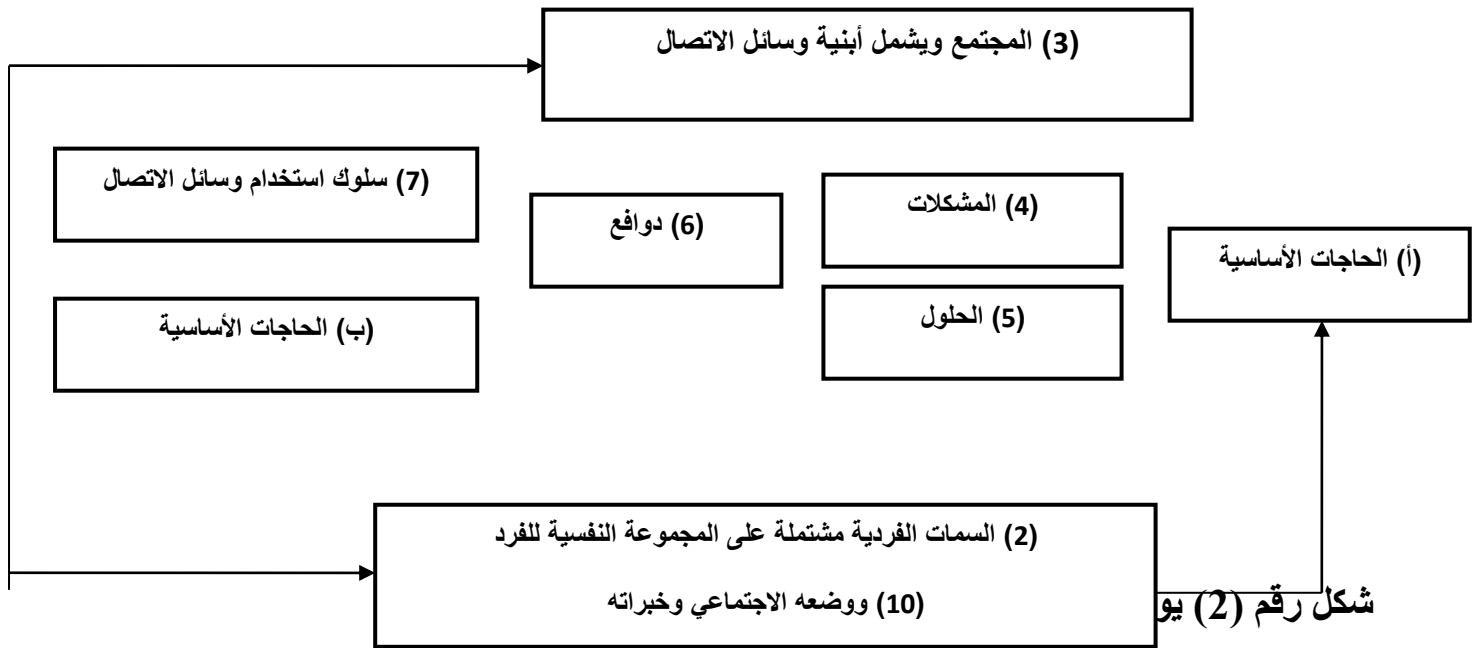 (3) المجتمع ويشمل أبنية وسائل الاتصال
(4) المشكلات
(6) دوافع
(7) سلوك استخدام وسائل الاتصال
(أ) الحاجات الأساسية
(5) الحلول
(ب) الحاجات الأساسية
(2) السمات الفردية مشتملة على المجموعة النفسية للفرد
(10) ووضعه الاجتماعي وخبراته
شكل رقم (2) يو